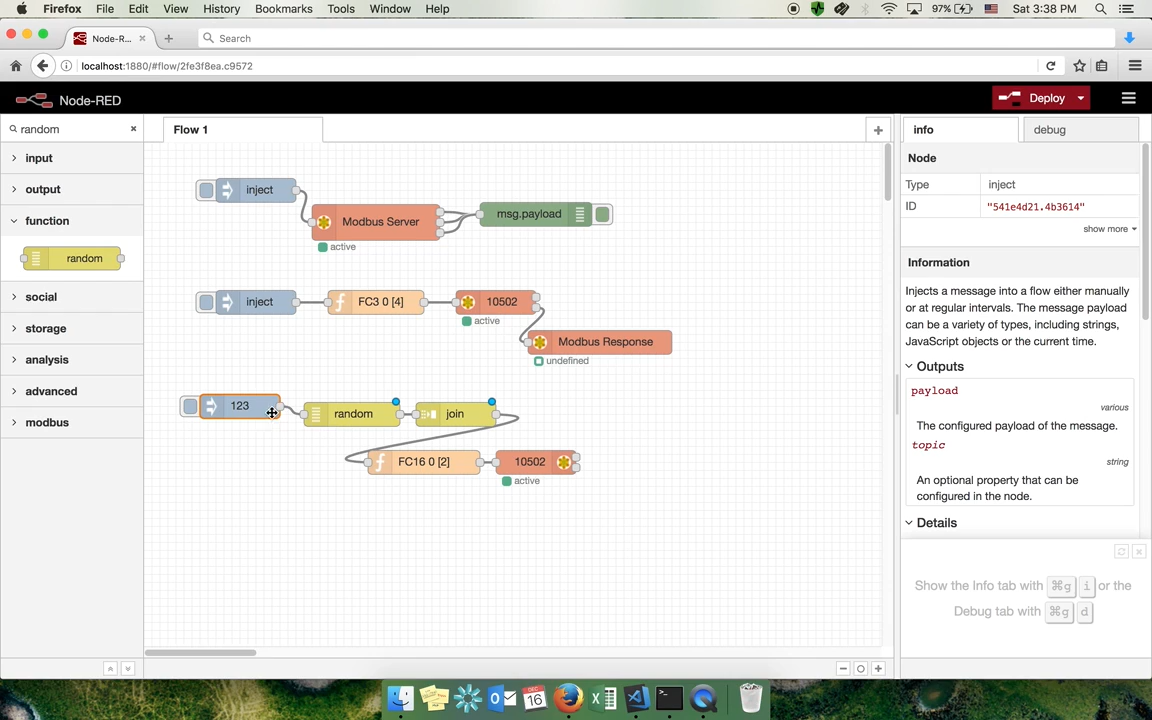 Firefox File Edit View History Bookmarks Tools Window Help 97% Sat 3:38 PM
Node-R...
Search
localhost:1880/#flow/2fe3f8ea.c9572
Node-RED
Deploy
random
Flow 1
info
debug
input
output
function
random
social
storage
analysis
advanced
modbus
inject
Modbus Server
active
msg.payload
inject
FC3 0 [4]
10502
active
Modbus Response
undefined
123
random
join
FC16 0 [2]
10502
active
Node
Type inject
ID "541e4d21.4b3614"
show more
Information
Injects a message into a flow either manually
or at regular intervals. The message payload
can be a variety of types, including strings,
JavaScript objects or the current time.
Outputs
payload
various
The configured payload of the message.
topic
string
An optional property that can be
configured in the node.
Details
Show the Info tab with ⌘g i or the
Debug tab with ⌘g d
DEC
16